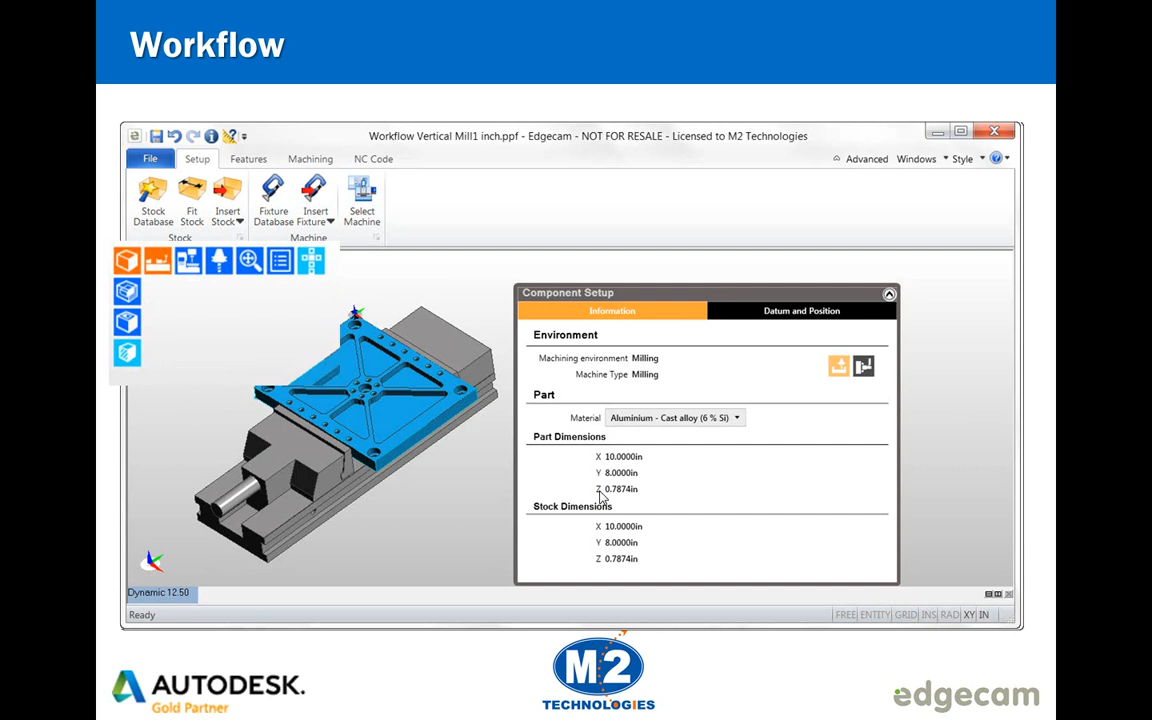 Workflow
Workflow Vertical Mill1 inch.ppf - Edgecam - NOT FOR RESALE - Licensed to M2 Technologies
File Setup Features Machining NC Code Advanced Windows Style
Stock Database Fit Stock Insert Stock Fixture Database Insert Fixture Select Machine
Stock Machine
Component Setup
Information Datum and Position
Environment
Machining environment Milling
Machine Type Milling
Part
Material Aluminium - Cast alloy (6 % Si)
Part Dimensions
X 10.0000in
Y 8.0000in
Z 0.7874in
Stock Dimensions
X 10.0000in
Y 8.0000in
Z 0.7874in
Dynamic 12.50
Ready FREE ENTITY GRID INS RAD XY IN
AUTODESK.
Gold Partner
M2
TECHNOLOGIES
edgecam